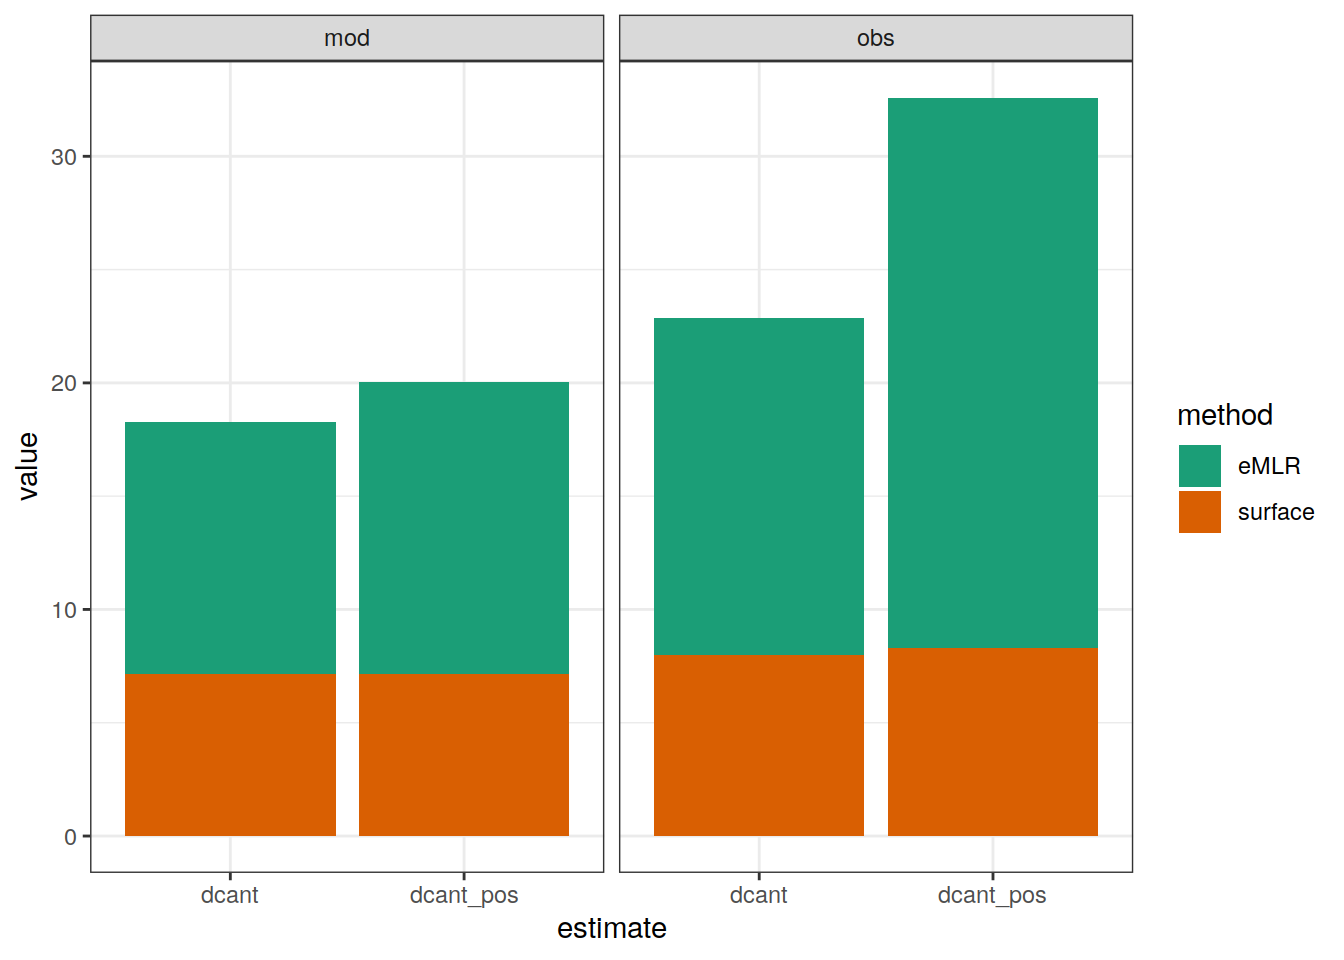 mod
obs
value
30
20
10
0
dcant
dcant_pos
dcant
dcant_pos
estimate
method
eMLR
surface